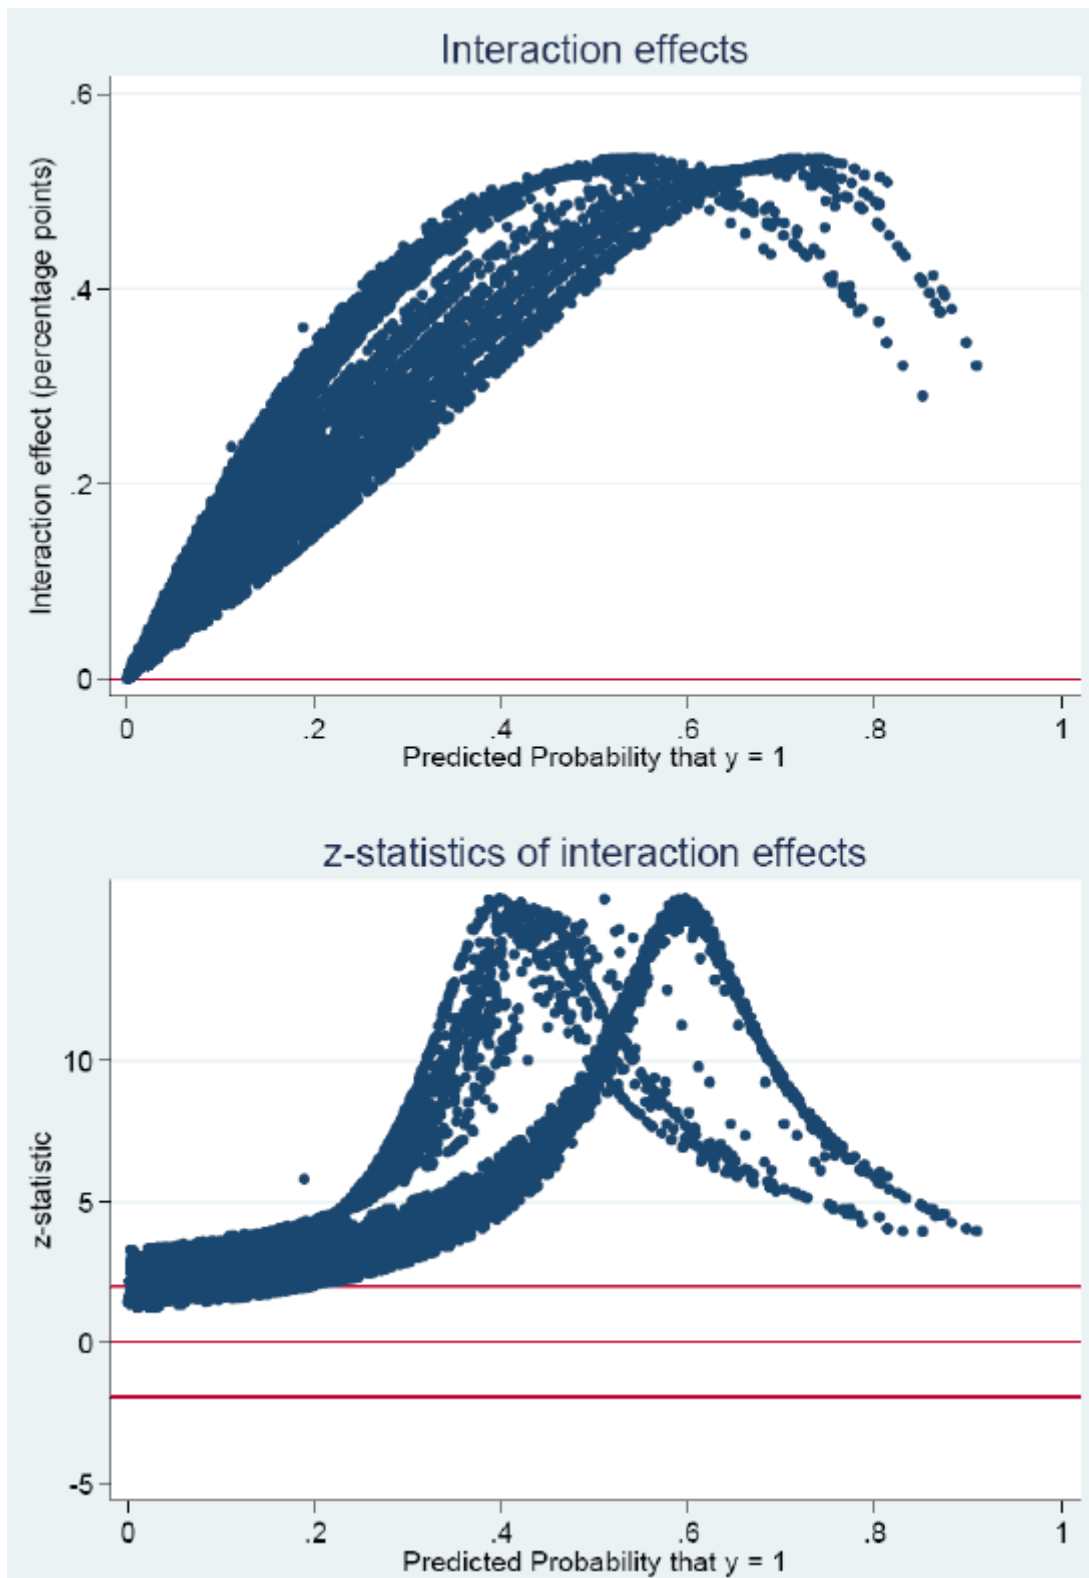 Interaction effects
Interaction effect (percentage points)
.6
.4
.2
0
0 .2 .4 .6 .8 1
Predicted Probability that y = 1
z-statistics of interaction effects
z-statistic
10
5
0
-5
0 .2 .4 .6 .8 1
Predicted Probability that y = 1